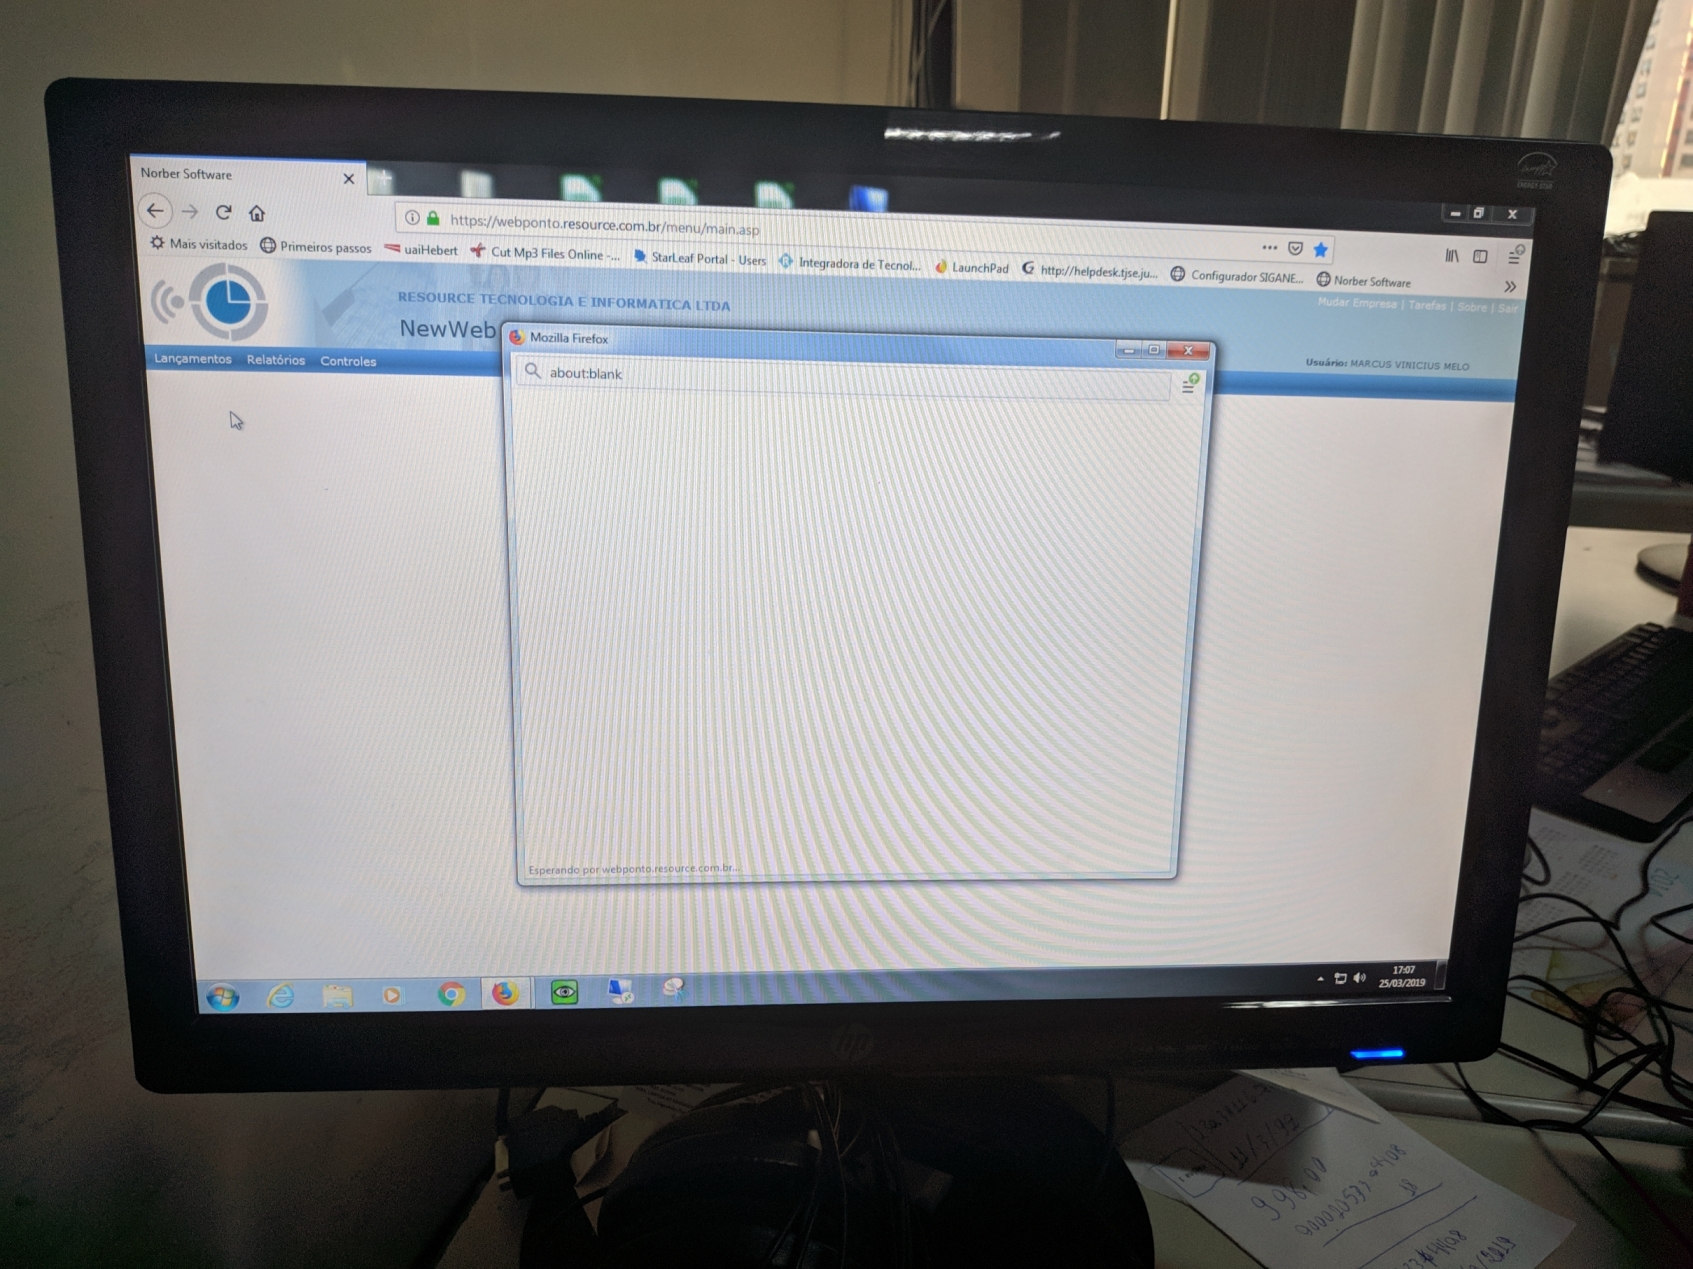 Norber Software
https://webponto.resource.com.br/menu/main.asp
Mais visitados Primeiros passos uaiHebert Cut Mp3 Files Online -... StarLeaf Portal - Users Integradora de Tecnol... LaunchPad http://helpdesk.tjse.ju... Configurador SIGANE... Norber Software
RESOURCE TECNOLOGIA E INFORMATICA LTDA
Mudar Empresa | Tarefas | Sobre | Sair
NewWeb
Lançamentos Relatórios Controles
Usuário: MARCUS VINICIUS MELO
Mozilla Firefox
about:blank
Esperando por webponto.resource.com.br...
17:07
25/03/2019
hp
ENERGY STAR